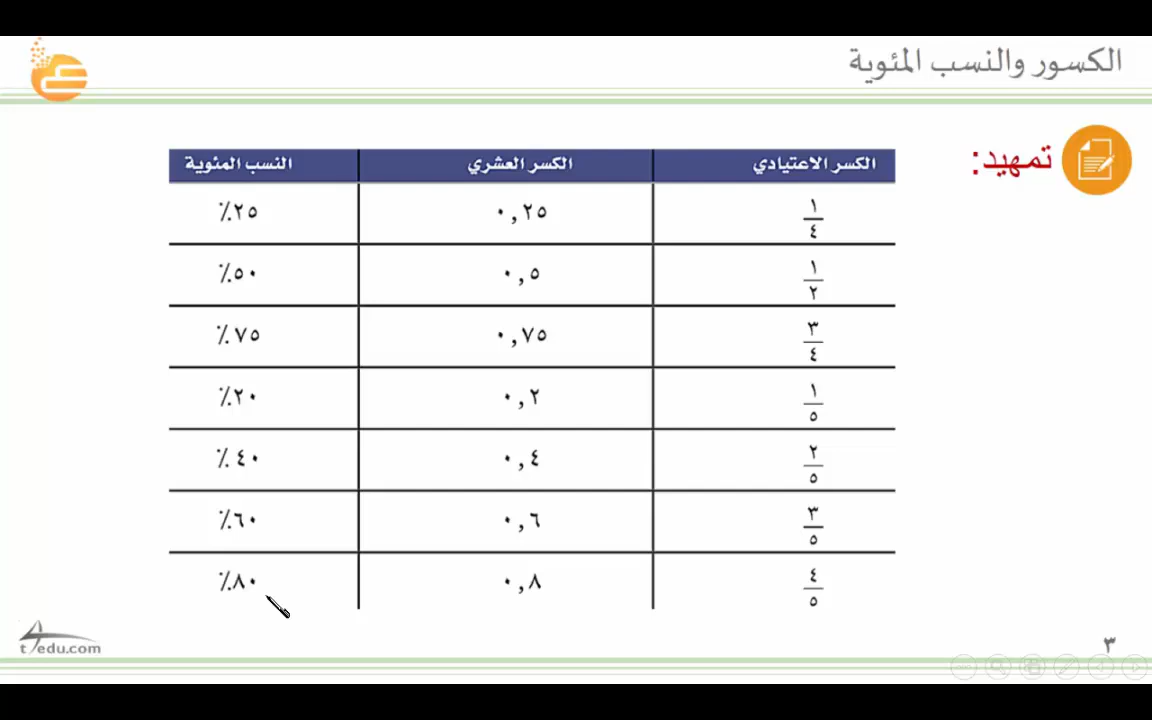 الكسور والنسب المئوية
تمهيد:
الكسر الاعتيادي الكسر العشري النسب المئوية
١/٤ ٠,٢٥ ٢٥٪
١/٢ ٠,٥ ٥٠٪
٣/٤ ٠,٧٥ ٧٥٪
١/٥ ٠,٢ ٢٠٪
٢/٥ ٠,٤ ٤٠٪
٣/٥ ٠,٦ ٦٠٪
٤/٥ ٠,٨ ٨٠٪
t4edu.com
٣